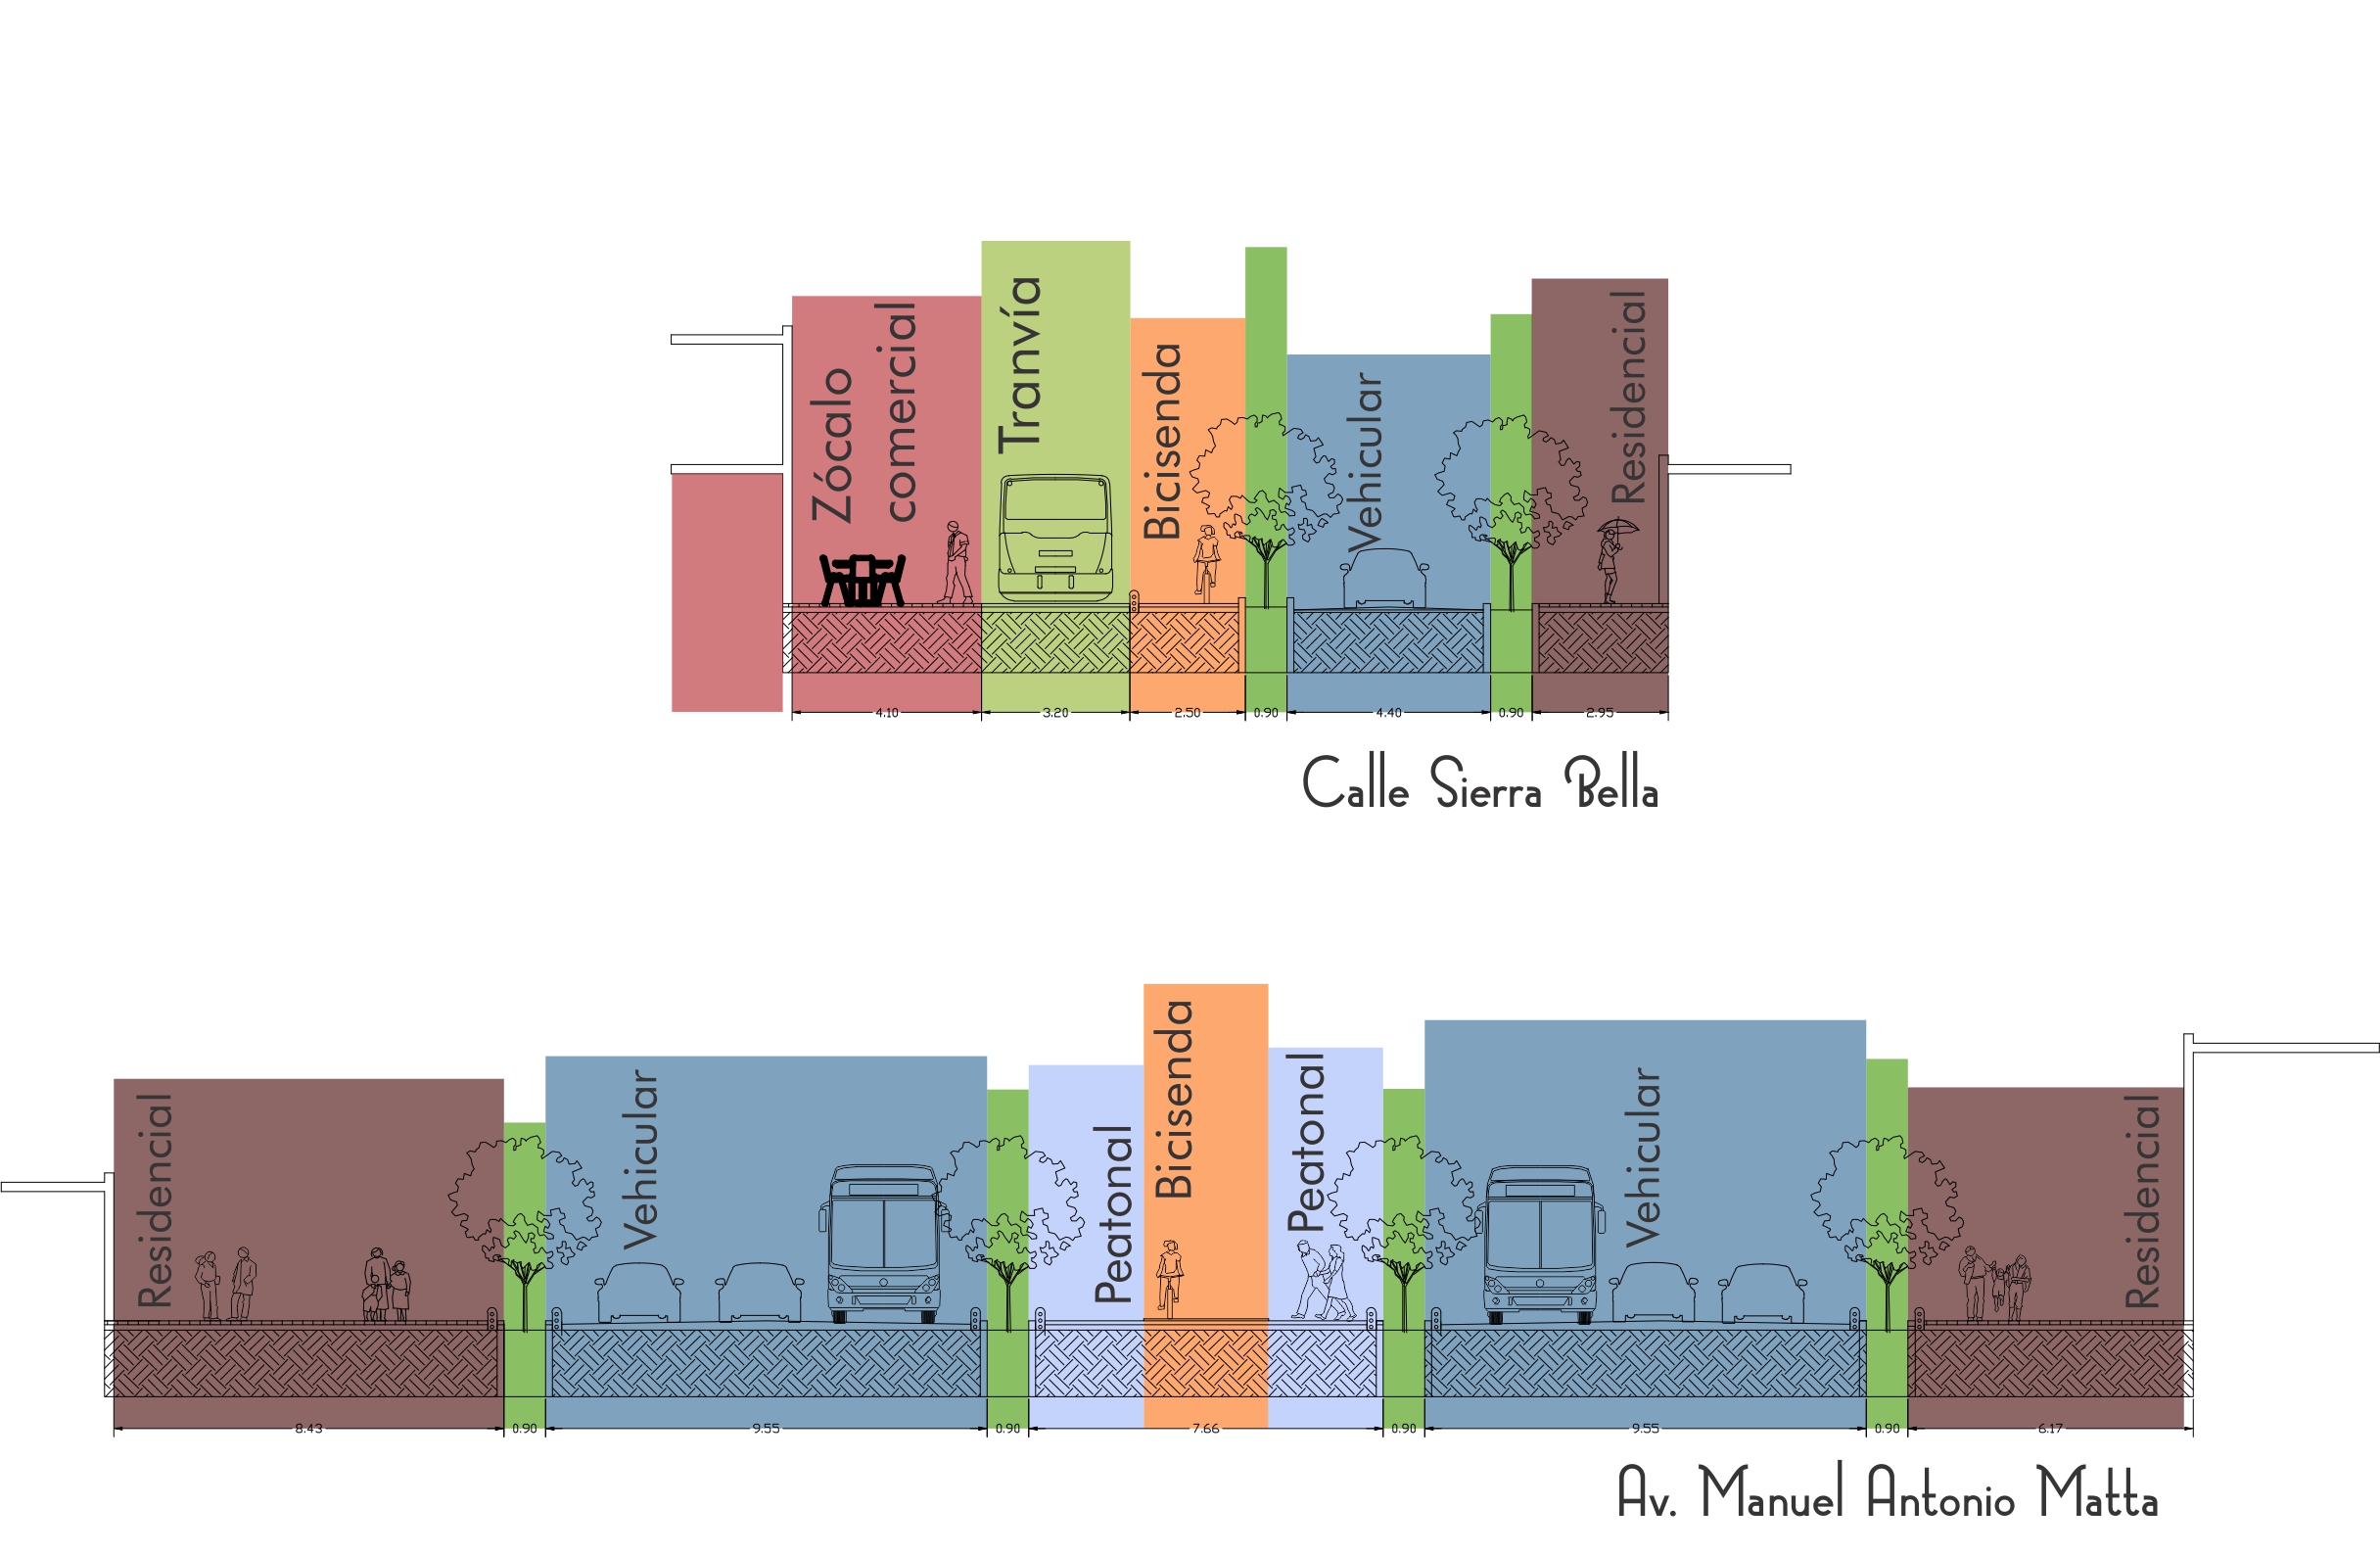 Zócalo
comercial
Tranvía
Bicisenda
Vehicular
Residencial
4.10 3.20 2.50 0.90 4.40 0.90 2.95
Calle Sierra Bella
Residencial
Vehicular
Peatonal
Bicisenda
Peatonal
Vehicular
Residencial
8.43 0.90 9.55 0.90 7.66 0.90 9.55 0.90 6.17
Av. Manuel Antonio Matta